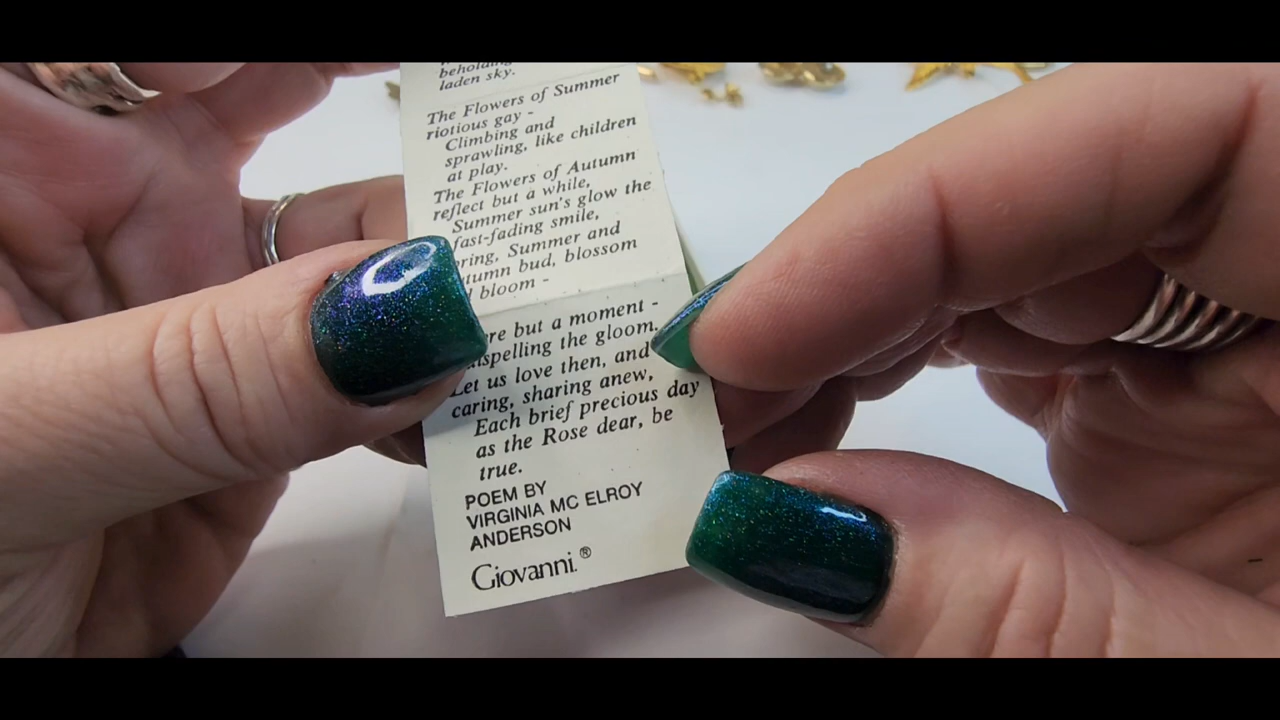 beholding
laden sky.
The Flowers of Summer
riotious gay -
Climbing and
sprawling, like children
at play.
The Flowers of Autumn
reflect but a while,
Summer sun's glow the
fast-fading smile,
Summer and
bud, blossom
bloom -
but a moment -
the gloom.
Let us love then, and
caring, sharing anew,
Each brief precious day
as the Rose dear, be
true.
POEM BY
VIRGINIA MC ELROY
ANDERSON
Giovanni.®